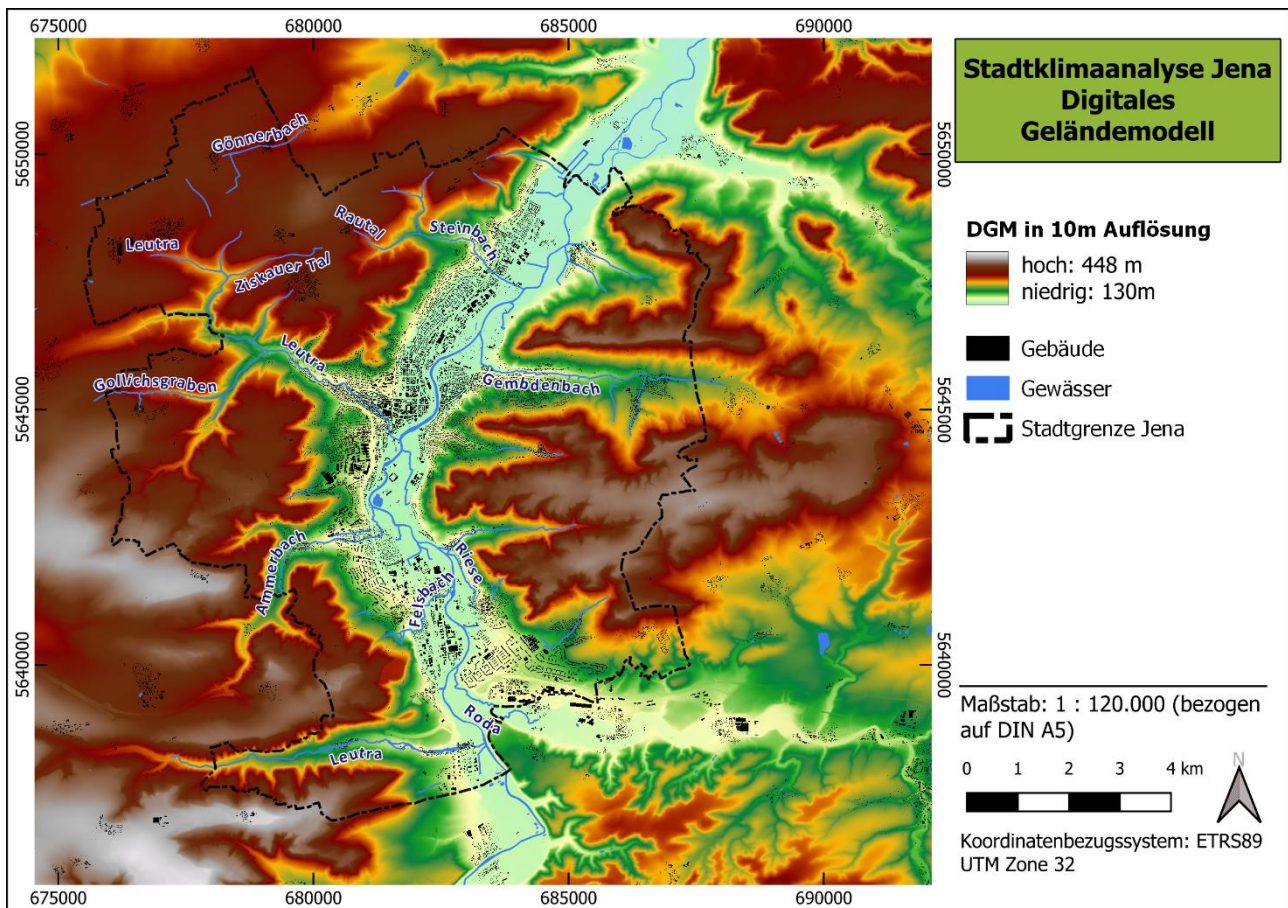 675000 680000 685000 690000
Stadtklimaanalyse Jena
Digitales
Geländemodell
5650000
5650000
Gönnerbach
Rautal
Steinbach
Leutra
Ziskauer Tal
DGM in 10m Auflösung
hoch: 448 m
niedrig: 130m
Gebäude
Gewässer
Stadtgrenze Jena
Leutra
Gollichsgraben
Gembdenbach
5645000
5645000
Ammerbach
Riese
Felsbach
5640000
5640000
Roda
Leutra
Maßstab: 1 : 120.000 (bezogen
auf DIN A5)
0 1 2 3 4 km
N
Koordinatenbezugssystem: ETRS89
UTM Zone 32
675000 680000 685000 690000